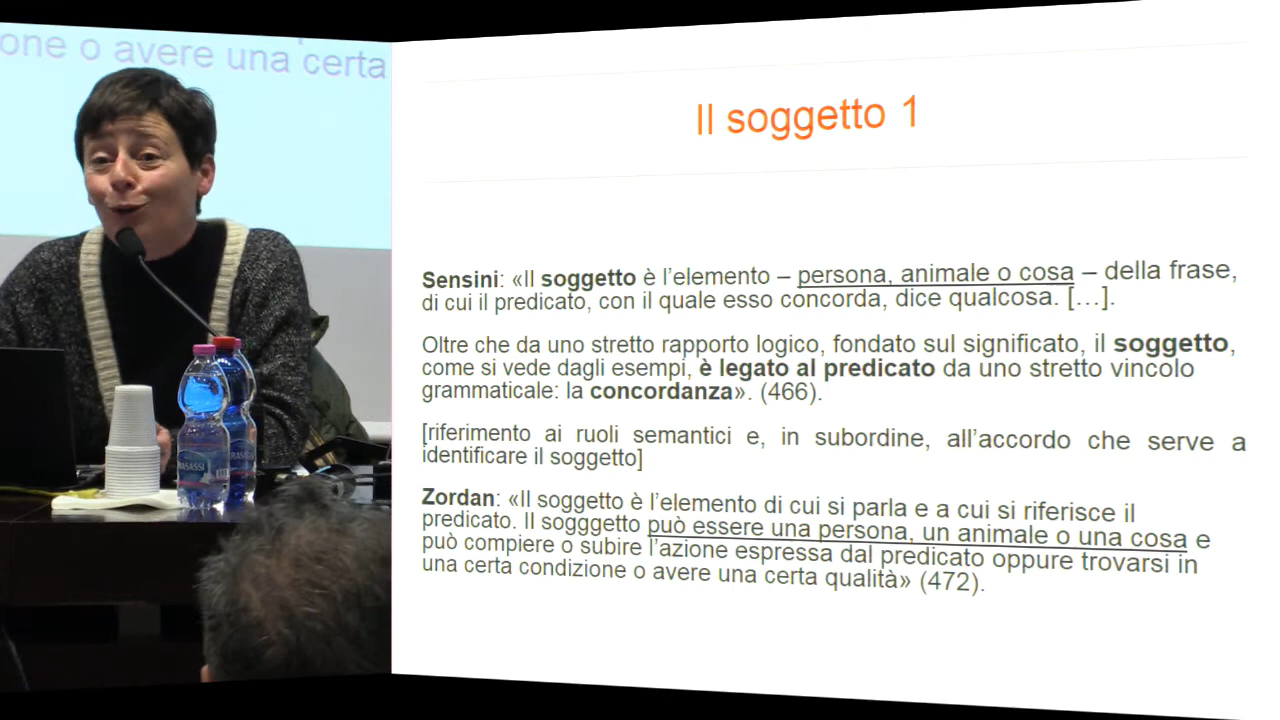 one o avere una certa
Il soggetto 1
Sensini: «Il soggetto è l'elemento – persona, animale o cosa – della frase,
di cui il predicato, con il quale esso concorda, dice qualcosa. […].
Oltre che da uno stretto rapporto logico, fondato sul significato, il soggetto,
come si vede dagli esempi, è legato al predicato da uno stretto vincolo
grammaticale: la concordanza». (466).
[riferimento ai ruoli semantici e, in subordine, all'accordo che serve a
identificare il soggetto]
Zordan: «Il soggetto è l'elemento di cui si parla e a cui si riferisce il
predicato. Il sogggetto può essere una persona, un animale o una cosa e
può compiere o subire l'azione espressa dal predicato oppure trovarsi in
una certa condizione o avere una certa qualità» (472).